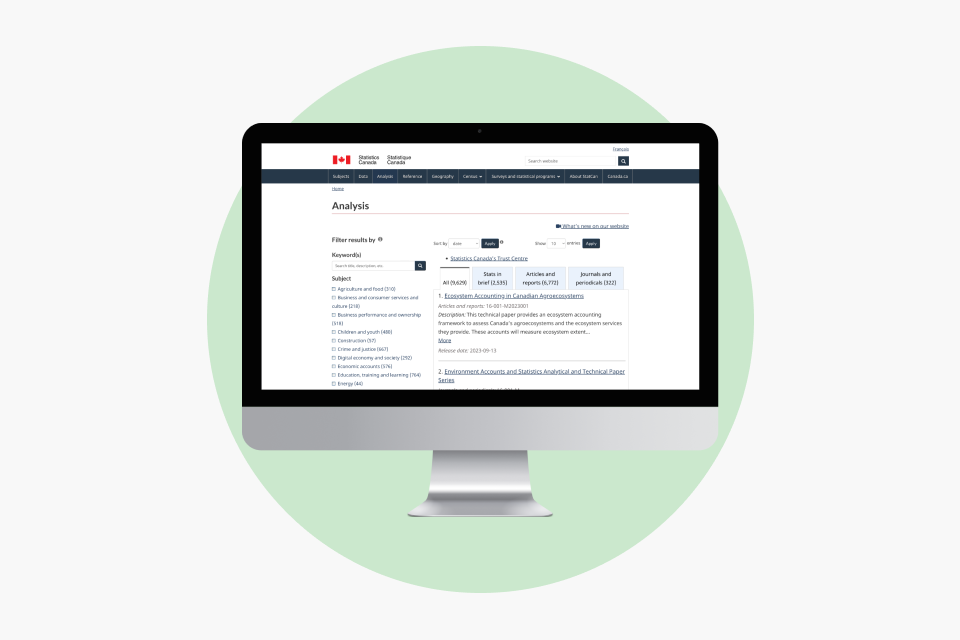 Français
Statistics Canada
Statistique Canada
Search website
Subjects Data Analysis Reference Geography Census Surveys and statistical programs About StatCan Canada.ca
Home
Analysis
What's new on our website
Filter results by
Sort by date Apply
Show 10 entries Apply
Keyword(s)
Search title, description, etc.
Subject
Agriculture and food (310)
Business and consumer services and
culture (218)
Business performance and ownership
(518)
Children and youth (480)
Construction (57)
Crime and justice (667)
Digital economy and society (292)
Economic accounts (576)
Education, training and learning (764)
Energy (44)
Statistics Canada's Trust Centre
All (9,629)
Stats in
brief (2,535)
Articles and
reports (6,772)
Journals and
periodicals (322)
1. Ecosystem Accounting in Canadian Agroecosystems
Articles and reports: 16-001-M2023001
Description: This technical paper provides an ecosystem accounting
framework to assess Canada's agroecosystems and the ecosystem services
they provide. These accounts will measure ecosystem extent...
More
Release date: 2023-09-13
2. Environment Accounts and Statistics Analytical and Technical Paper
Series